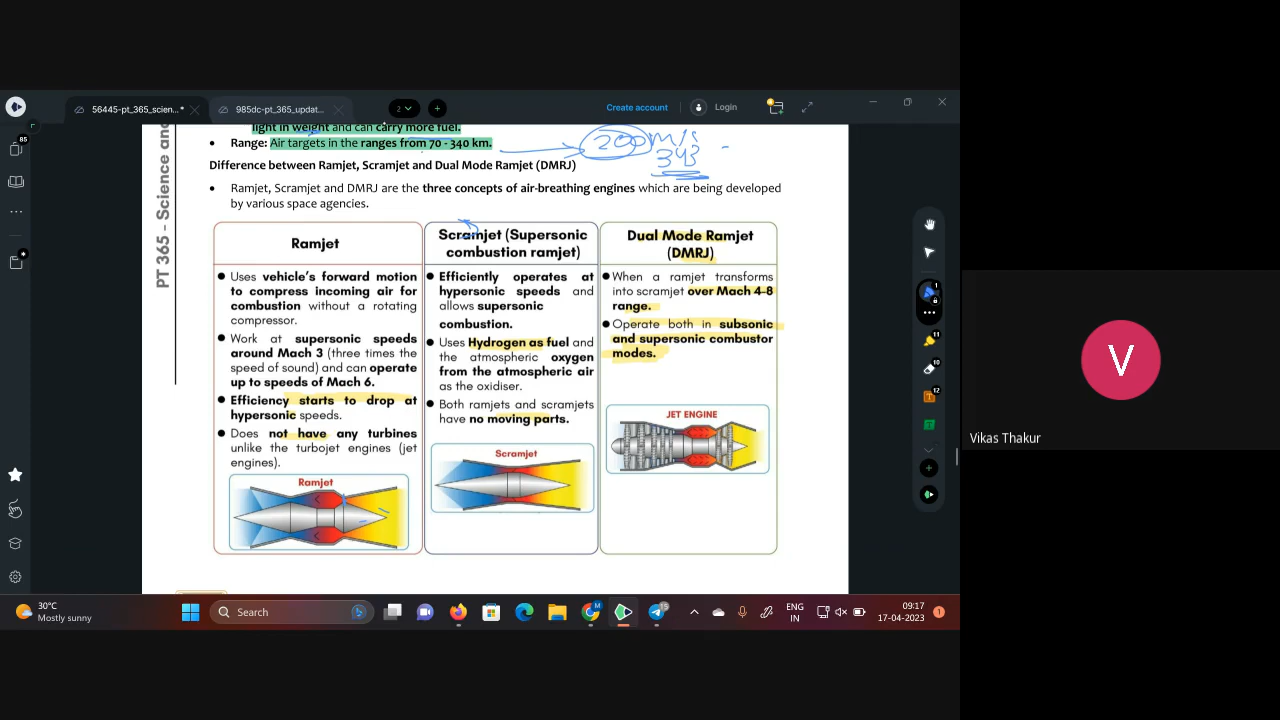 56445-pt_365_scien...*
985dc-pt_365_updat...
2
Create account
Login
85
PT 365 - Science and
light in weight and can carry more fuel.
• Range: Air targets in the ranges from 70 - 340 km.
200 m/s
343
Difference between Ramjet, Scramjet and Dual Mode Ramjet (DMRJ)
• Ramjet, Scramjet and DMRJ are the three concepts of air-breathing engines which are being developed
by various space agencies.
Ramjet
● Uses vehicle's forward motion
to compress incoming air for
combustion without a rotating
compressor.
● Work at supersonic speeds
around Mach 3 (three times the
speed of sound) and can operate
up to speeds of Mach 6.
● Efficiency starts to drop at
hypersonic speeds.
● Does not have any turbines
unlike the turbojet engines (jet
engines).
Ramjet
Scramjet (Supersonic
combustion ramjet)
● Efficiently operates at
hypersonic speeds and
allows supersonic
combustion.
● Uses Hydrogen as fuel and
the atmospheric oxygen
from the atmospheric air
as the oxidiser.
● Both ramjets and scramjets
have no moving parts.
Scramjet
Dual Mode Ramjet
(DMRJ)
● When a ramjet transforms
into scramjet over Mach 4-8
range.
● Operate both in subsonic
and supersonic combustor
modes.
JET ENGINE
1
11
10
12
V
Vikas Thakur
30°C
Mostly sunny
Search
ENG
IN
09:17
17-04-2023
1